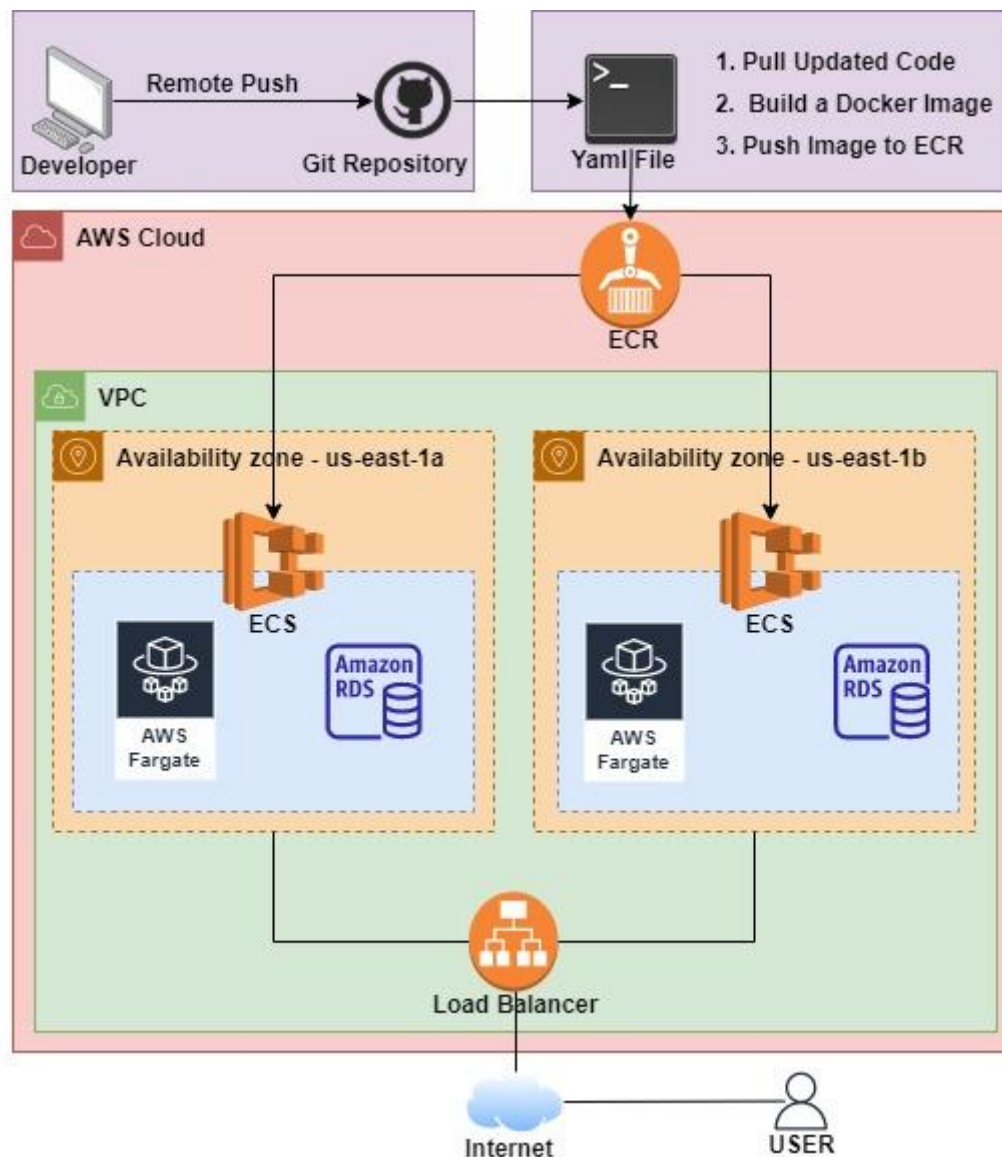 Remote Push
Developer
Git Repository
>_
Yaml File
1. Pull Updated Code
2. Build a Docker Image
3. Push Image to ECR
AWS Cloud
ECR
VPC
Availability zone - us-east-1a
Availability zone - us-east-1b
ECS
ECS
AWS
Fargate
Amazon
RDS
AWS
Fargate
Amazon
RDS
Load Balancer
Internet
USER